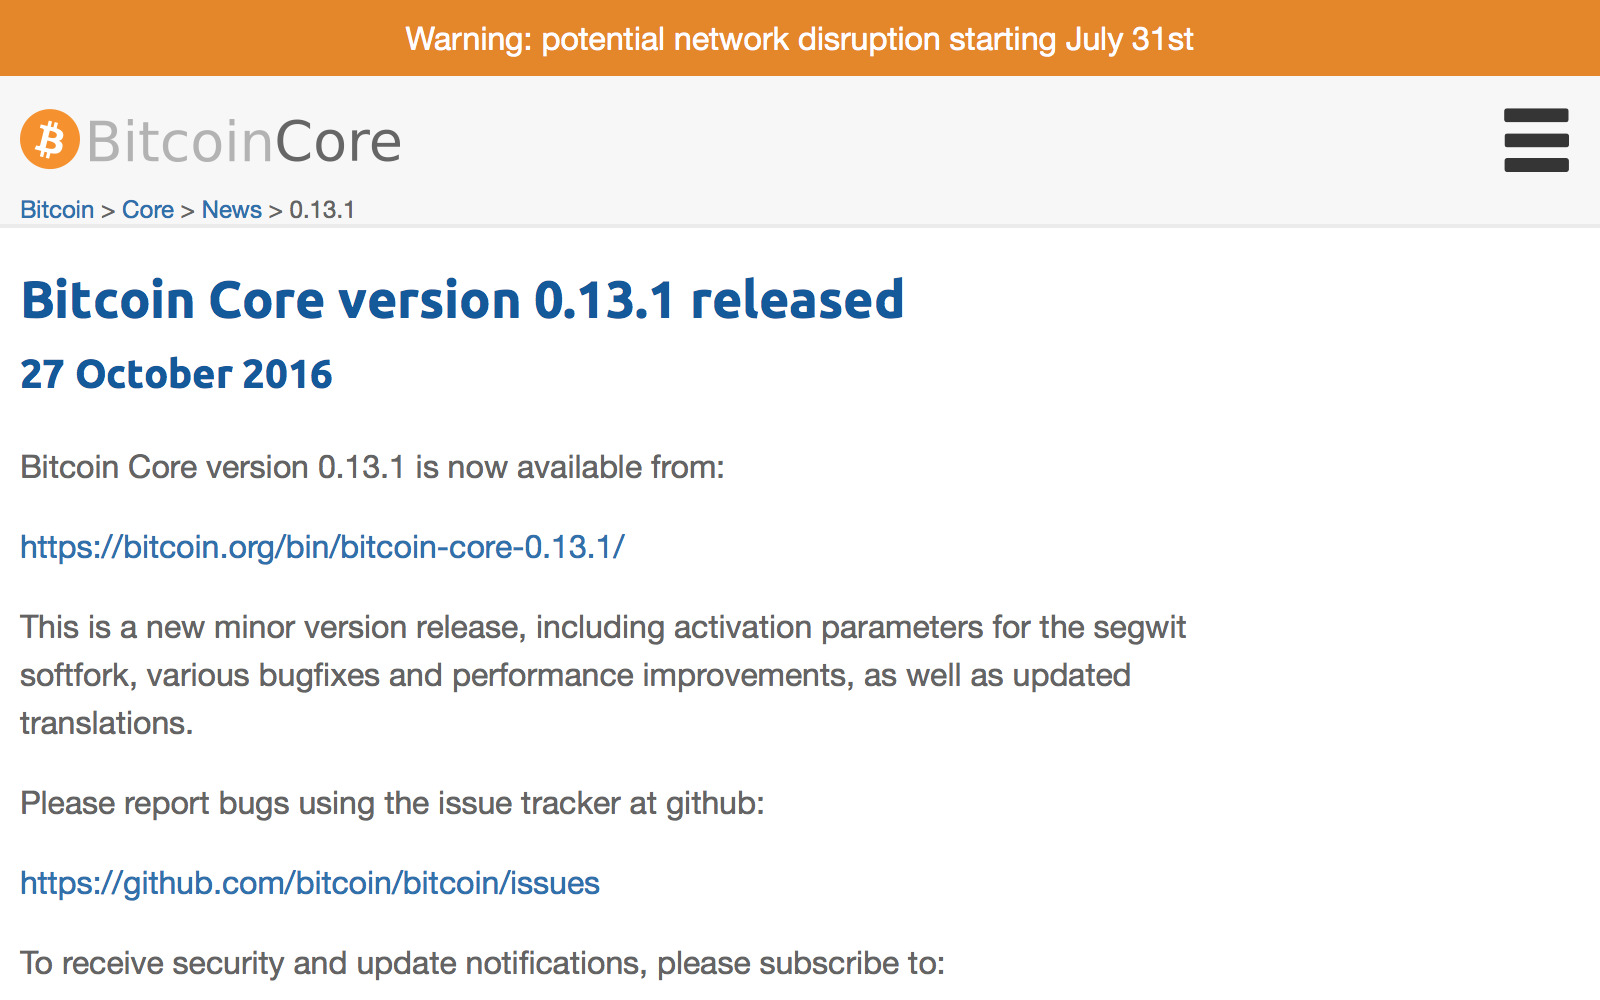 Warning: potential network disruption starting July 31st
BitcoinCore
Bitcoin > Core > News > 0.13.1
Bitcoin Core version 0.13.1 released
27 October 2016
Bitcoin Core version 0.13.1 is now available from:
https://bitcoin.org/bin/bitcoin-core-0.13.1/
This is a new minor version release, including activation parameters for the segwit
softfork, various bugfixes and performance improvements, as well as updated
translations.
Please report bugs using the issue tracker at github:
https://github.com/bitcoin/bitcoin/issues
To receive security and update notifications, please subscribe to: